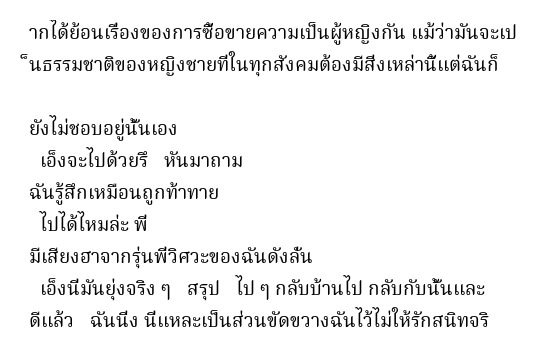 ากได้ย้อนเรื่องของการซื้อขายความเป็นผู้หญิงกัน แม้ว่ามันจะเป
็นธรรมชาติของหญิงชายที่ในทุกสังคมต้องมีสิ่งเหล่านี้แต่ฉันก็
ยังไม่ชอบอยู่นั้นเอง
เอ็งจะไปด้วยรึ หันมาถาม
ฉันรู้สึกเหมือนถูกท้าทาย
ไปได้ไหมล่ะ พี่
มีเสียงฮาจากรุ่นพี่วิศวะของฉันดังลั่น
เอ็งนี่มันยุ่งจริง ๆ สรุป ไป ๆ กลับบ้านไป กลับกับนั้นและ
ดีแล้ว ฉันนึ่ง นี่แหละเป็นส่วนขัดขวางฉันไว้ไม่ให้รักสนิทจริ